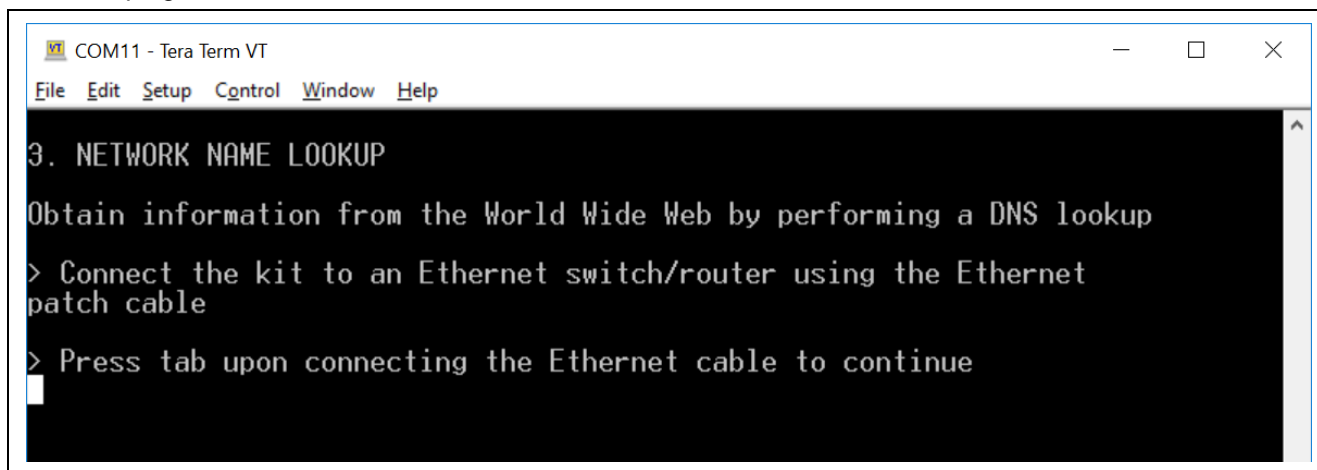 COM11 - Tera Term VT
File Edit Setup Control Window Help
3. NETWORK NAME LOOKUP
Obtain information from the World Wide Web by performing a DNS lookup
> Connect the kit to an Ethernet switch/router using the Ethernet
patch cable
> Press tab upon connecting the Ethernet cable to continue